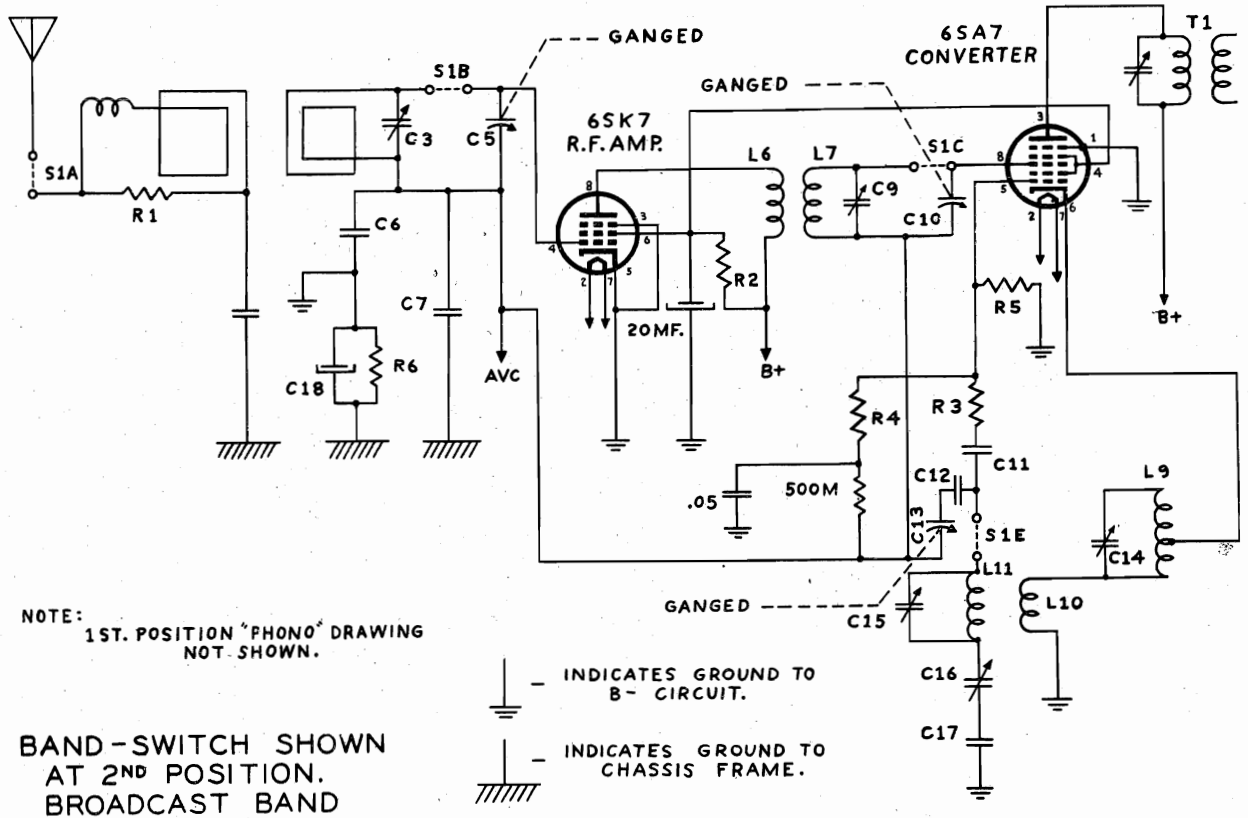 GANGED
T1
6SA7
CONVERTER
S1B
GANGED
C3
C5
6SK7
R.F. AMP.
3
1
8
4
5
6
2
7
S1C
L6
L7
S1A
R1
8
3
6
4
5
2
7
C9
C10
C6
R2
C7
20MF.
R5
B+
C18
R6
AVC
B+
R4
R3
C11
L9
C12
.05
500M
C13
S1E
C14
L11
GANGED
C15
L10
NOTE:
1ST. POSITION "PHONO" DRAWING
NOT SHOWN.
C16
- INDICATES GROUND TO
B- CIRCUIT.
C17
BAND-SWITCH SHOWN
AT 2ND POSITION.
BROADCAST BAND
- INDICATES GROUND TO
CHASSIS FRAME.